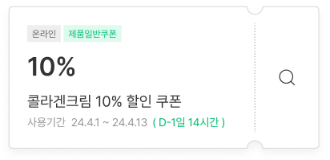 온라인 제품일반쿠폰
10%
콜라겐크림 10% 할인 쿠폰
사용기간 24.4.1 ~ 24.4.13 ( D-1일 14시간 )